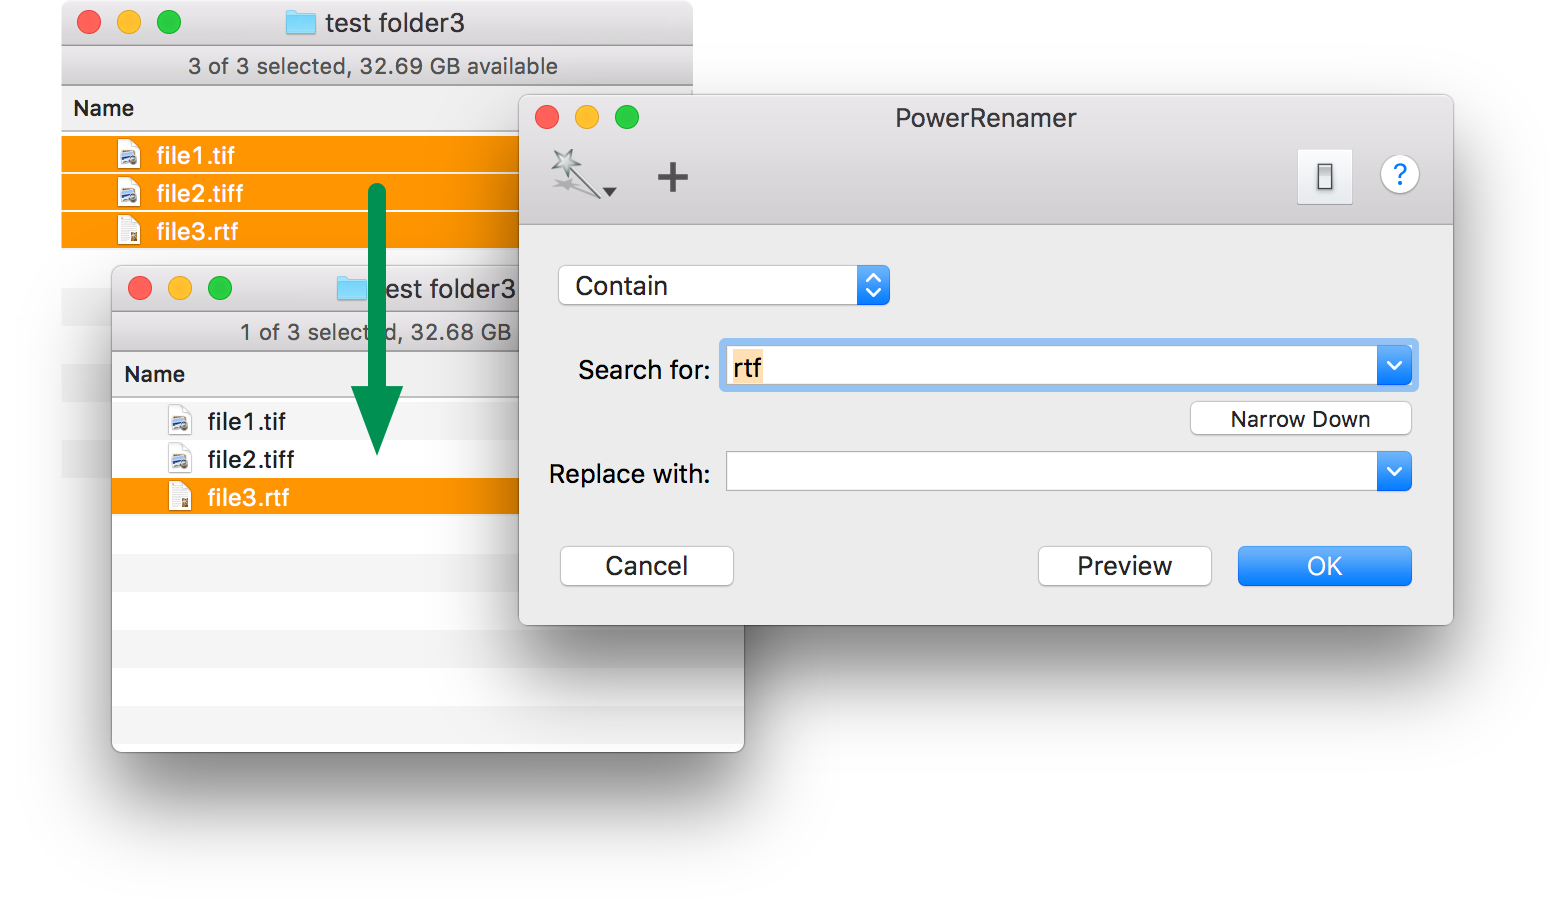 test folder3
3 of 3 selected, 32.69 GB available
Name
file1.tif
file2.tiff
file3.rtf
est folder3
1 of 3 selected, 32.68 GB
Name
file1.tif
file2.tiff
file3.rtf
PowerRenamer
?
Contain
Search for: rtf
Narrow Down
Replace with:
Cancel Preview OK